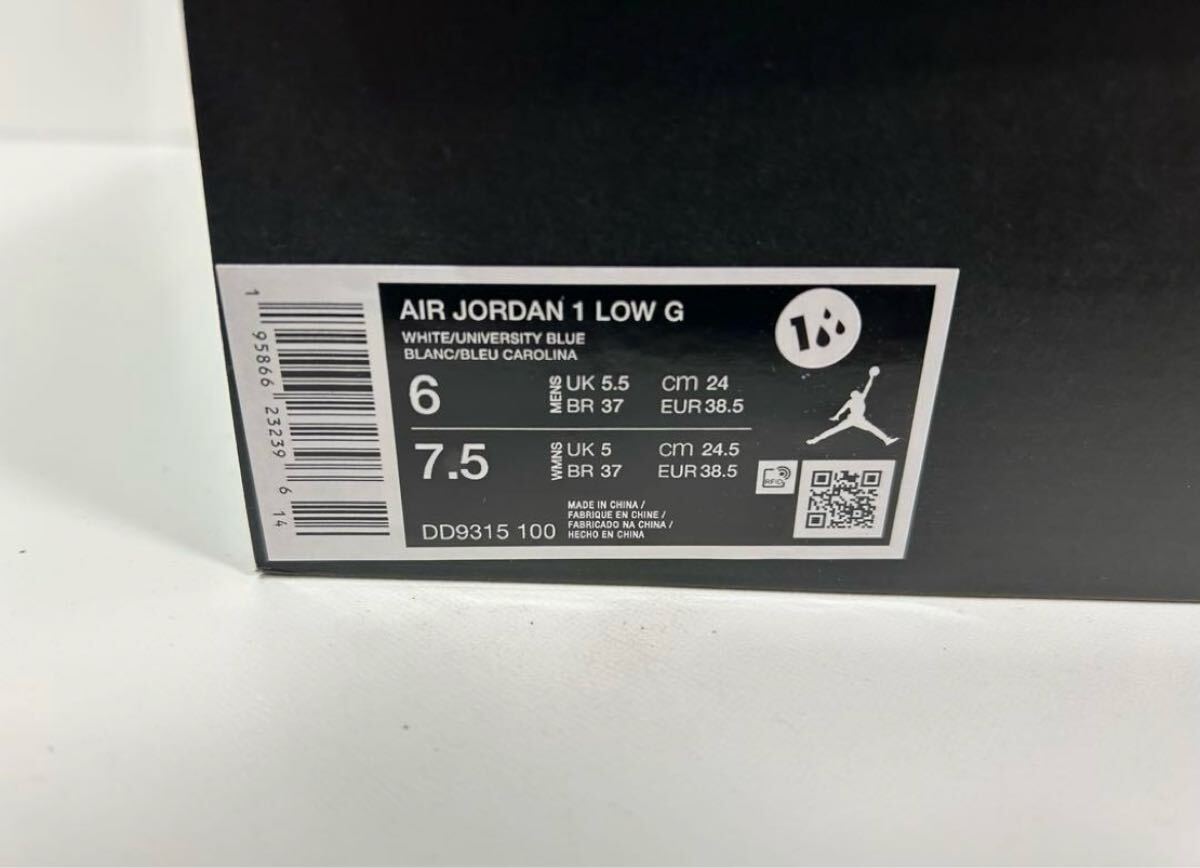 AIR JORDAN 1 LOW G
WHITE/UNIVERSITY BLUE
BLANC/BLEU CAROLINA
6 MENS UK 5.5 cm 24
BR 37 EUR 38.5
7.5 WMNS UK 5 cm 24.5
BR 37 EUR 38.5
DD9315 100
MADE IN CHINA /
FABRIQUE EN CHINE /
FABRICADO NA CHINA /
HECHO EN CHINA
1
RFID
1 95866 23239 6 14